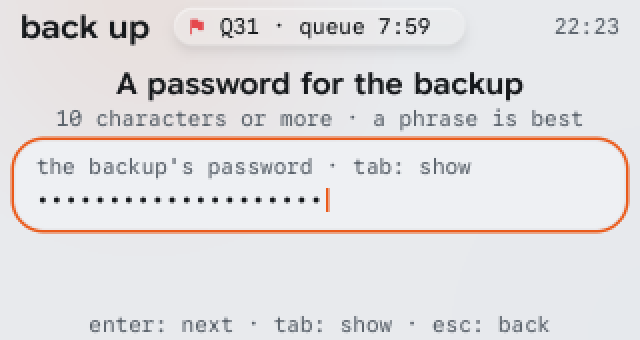 back up Q31 · queue 7:59 22:23
A password for the backup
10 characters or more · a phrase is best
the backup's password · tab: show
••••••••••••••••••••
enter: next · tab: show · esc: back